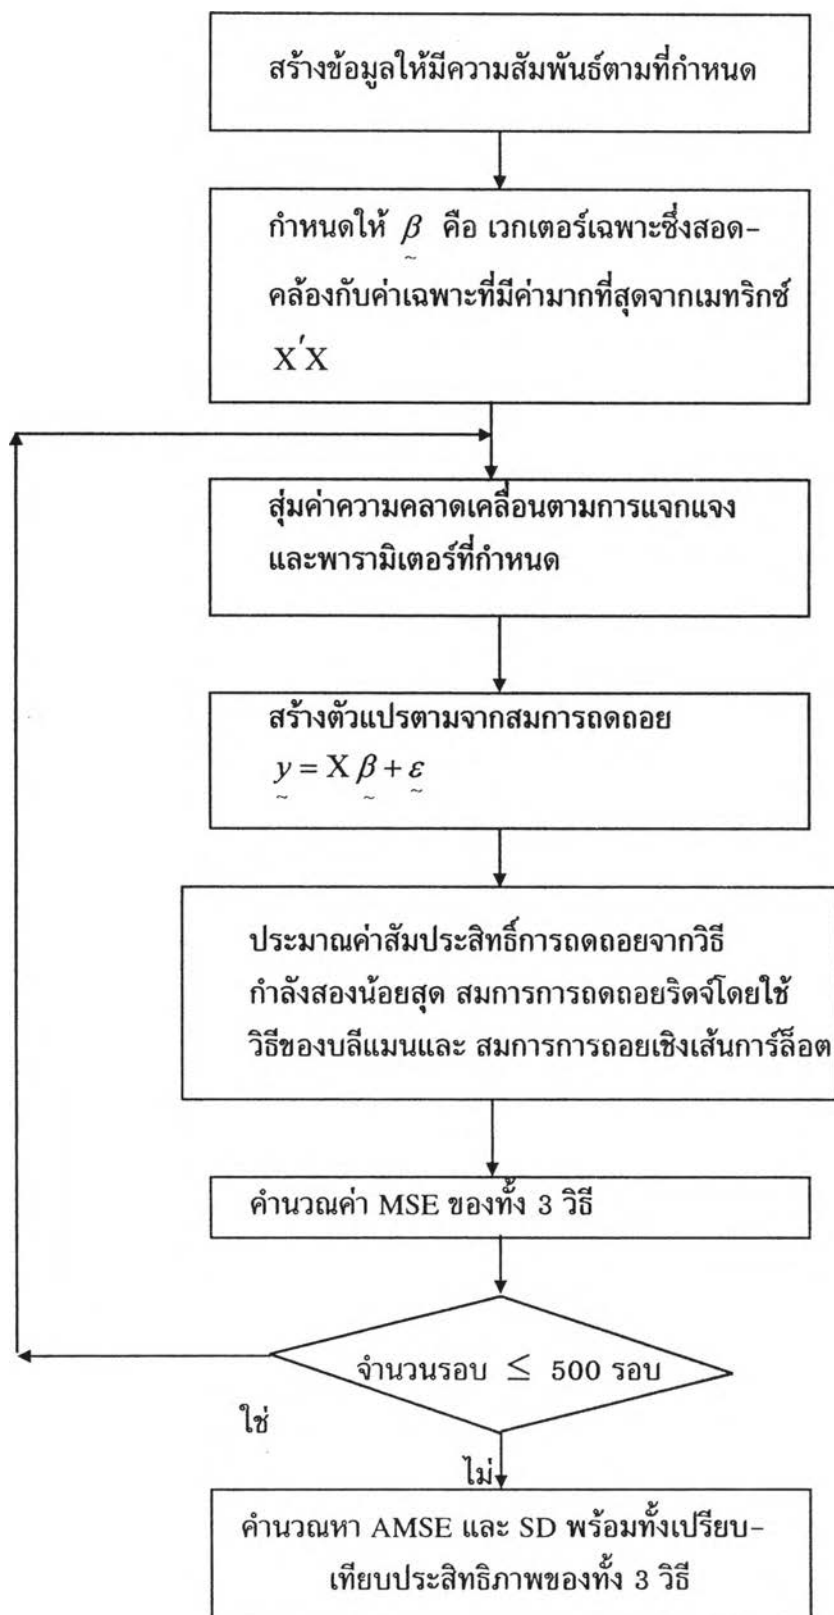 สร้างข้อมูลให้มีความสัมพันธ์ตามที่กำหนด
กำหนดให้ β คือ เวกเตอร์เฉพาะซึ่งสอด-
~
คล้องกับค่าเฉพาะที่มีค่ามากที่สุดจากเมทริกซ์
X′X
สุ่มค่าความคลาดเคลื่อนตามการแจกแจง
และพารามิเตอร์ที่กำหนด
สร้างตัวแปรตามจากสมการถดถอย
y = X β + ε
~ ~ ~
ประมาณค่าสัมประสิทธิ์การถดถอยจากวิธี
กำลังสองน้อยสุด สมการการถดถอยริดจ์โดยใช้
วิธีของบลีแมนและ สมการการถอยเชิงเส้นการ์ล็อต
คำนวณค่า MSE ของทั้ง 3 วิธี
จำนวนรอบ ≤ 500 รอบ
ใช่
ไม่
คำนวณหา AMSE และ SD พร้อมทั้งเปรียบ-
เทียบประสิทธิภาพของทั้ง 3 วิธี